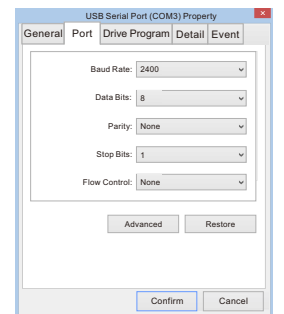 USB Serial Port (COM3) Property
×
General Port Drive Program Detail Event
Baud Rate: 2400
Data Bits: 8
Parity: None
Stop Bits: 1
Flow Control: None
Advanced Restore
Confirm Cancel